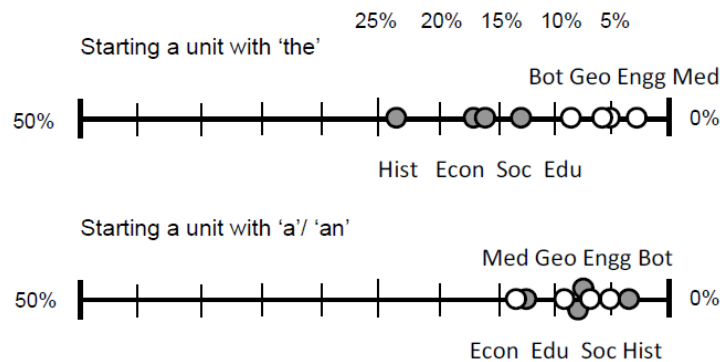 25% 20% 15% 10% 5%
Starting a unit with ‘the’
Bot Geo Engg Med
50% 0%
Hist Econ Soc Edu
Starting a unit with ‘a’/ ‘an’
Med Geo Engg Bot
50% 0%
Econ Edu Soc Hist